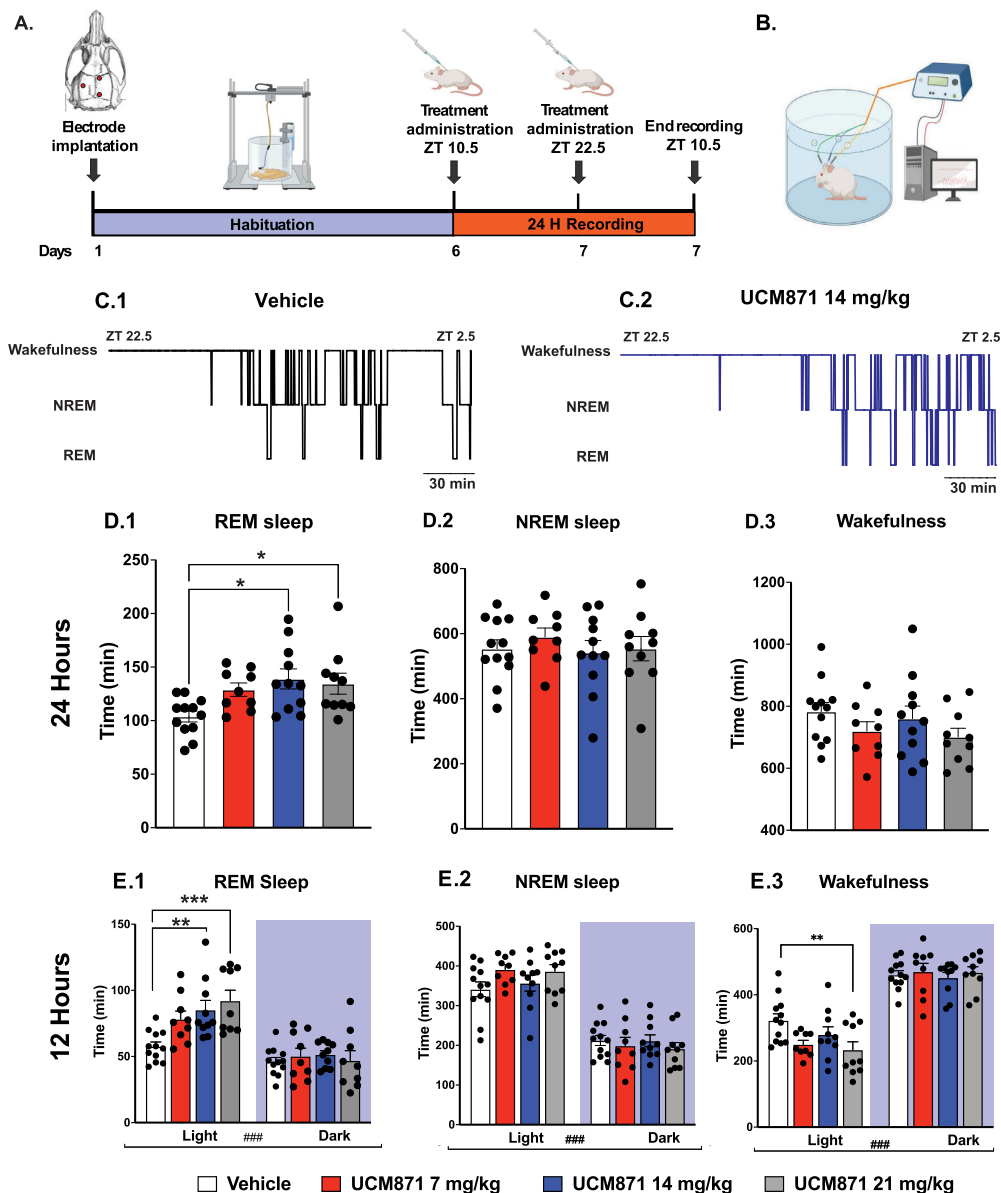 A.
B.
Electrode
implantation
Treatment
administration
ZT 10.5
Treatment
administration
ZT 22.5
End recording
ZT 10.5
Habituation
24 H Recording
Days 1 6 7 7
C.1 Vehicle
ZT 22.5 ZT 2.5
Wakefulness
NREM
REM
30 min
C.2 UCM871 14 mg/kg
ZT 22.5 ZT 2.5
Wakefulness
NREM
REM
30 min
24 Hours
D.1 REM sleep
Time (min)
250
200
150
100
50
0
*
*
D.2 NREM sleep
Time (min)
800
600
400
200
0
D.3 Wakefulness
Time (min)
1200
1000
800
600
400
12 Hours
E.1 REM Sleep
Time (min)
150
100
50
0
***
**
Light ### Dark
E.2 NREM sleep
Time (min)
500
400
300
200
100
0
Light ### Dark
E.3 Wakefulness
Time (min)
600
400
200
0
**
Light ### Dark
Vehicle UCM871 7 mg/kg UCM871 14 mg/kg UCM871 21 mg/kg